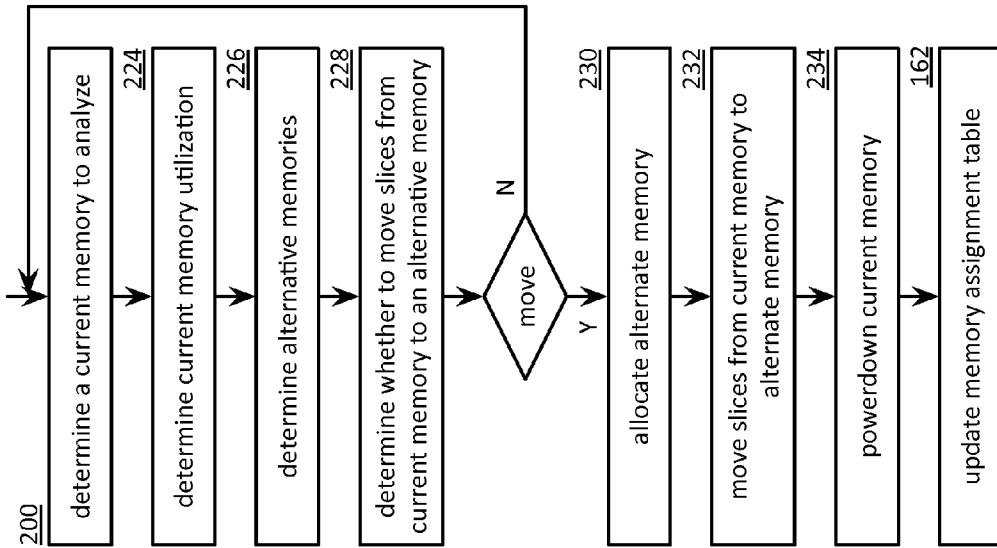 200
determine a current memory to analyze
224
determine current memory utilization
226
determine alternative memories
228
determine whether to move slices from
current memory to an alternative memory
move
N
Y
230
allocate alternate memory
232
move slices from current memory to
alternate memory
234
powerdown current memory
162
update memory assignment table